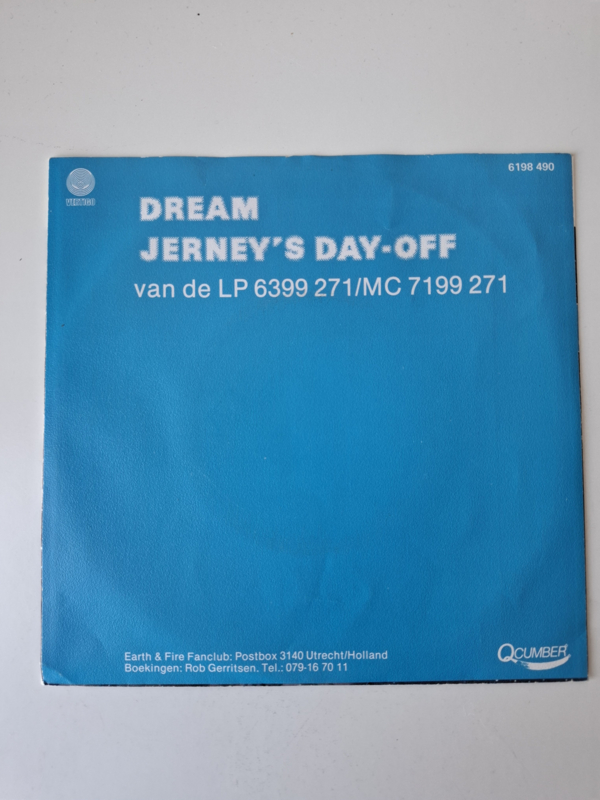 6198 490
VERTIGO
DREAM
JERNEY'S DAY-OFF
van de LP 6399 271/MC 7199 271
Earth & Fire Fanclub: Postbox 3140 Utrecht/Holland
Boekingen: Rob Gerritsen. Tel.: 079-16 70 11
QCUMBER